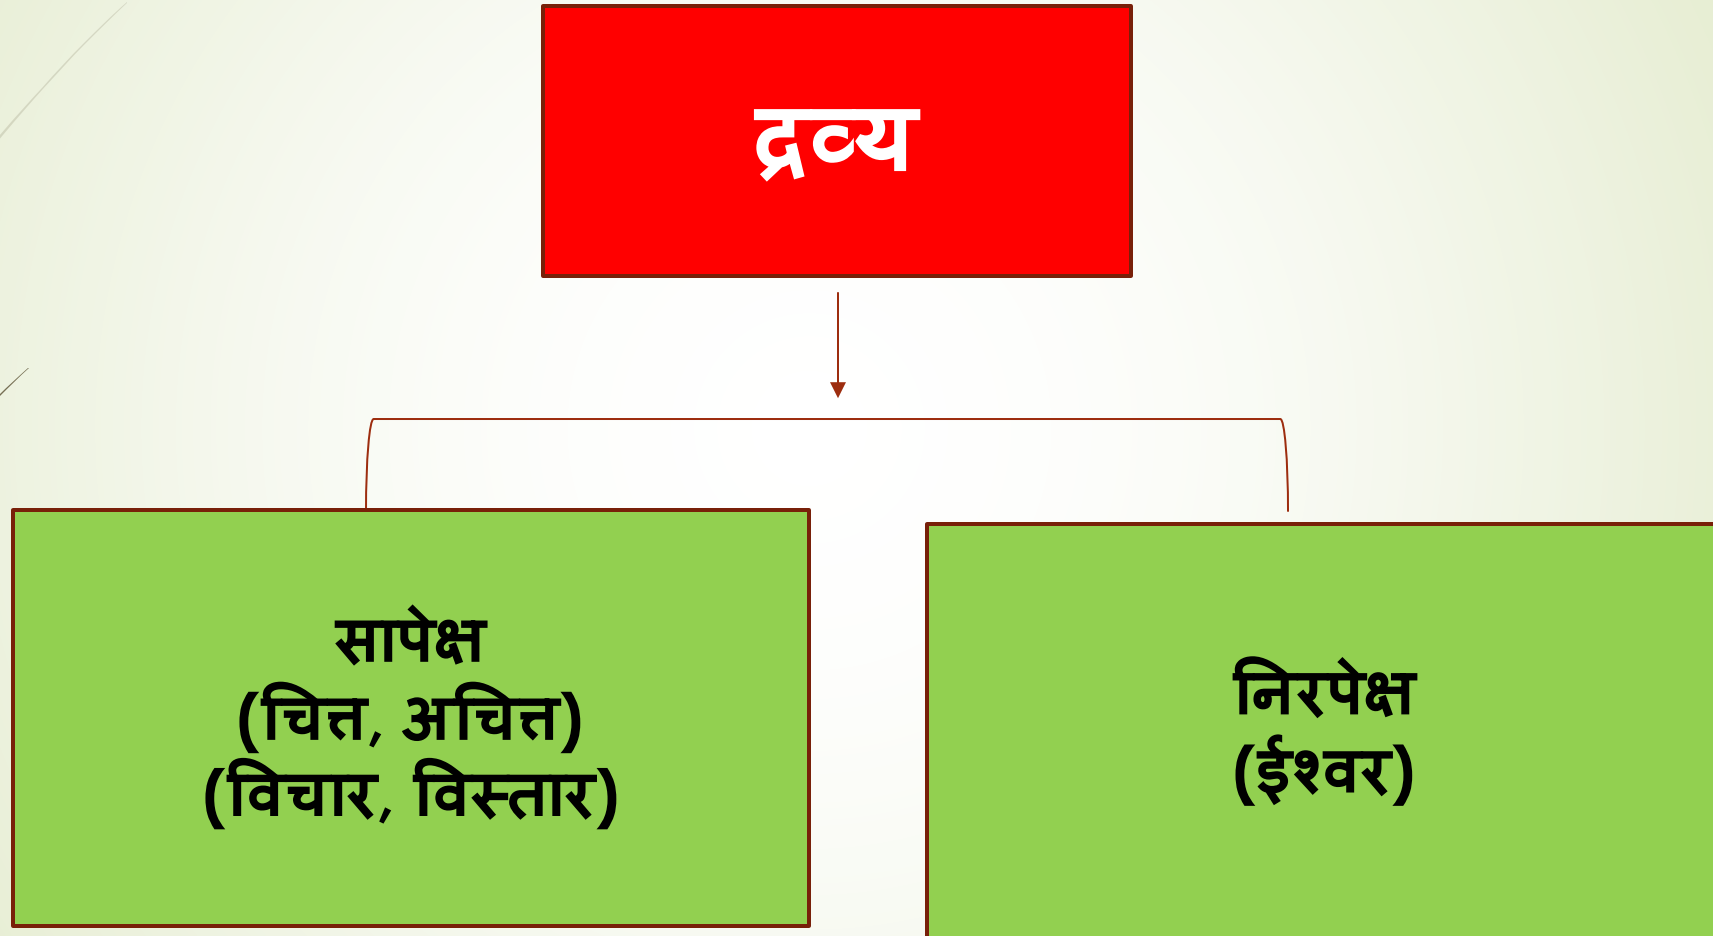 द्रव्य
सापेक्ष
(चित्त, अचित्त)
(विचार, विस्तार)
निरपेक्ष
(ईश्वर)